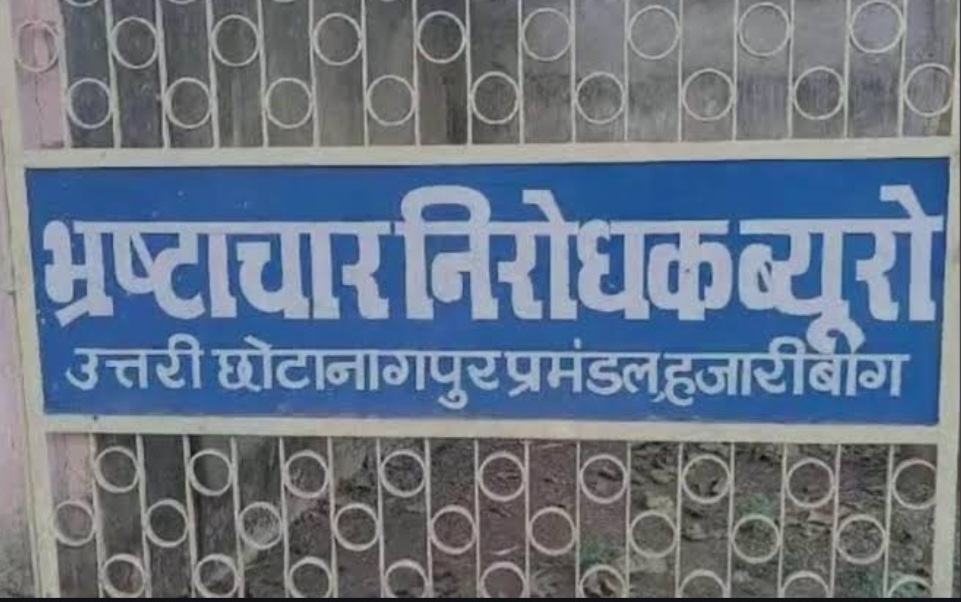 भ्रष्टाचार निरोधक ब्यूरो
उत्तरी छोटानागपुर प्रमंडल,हजारीबाग